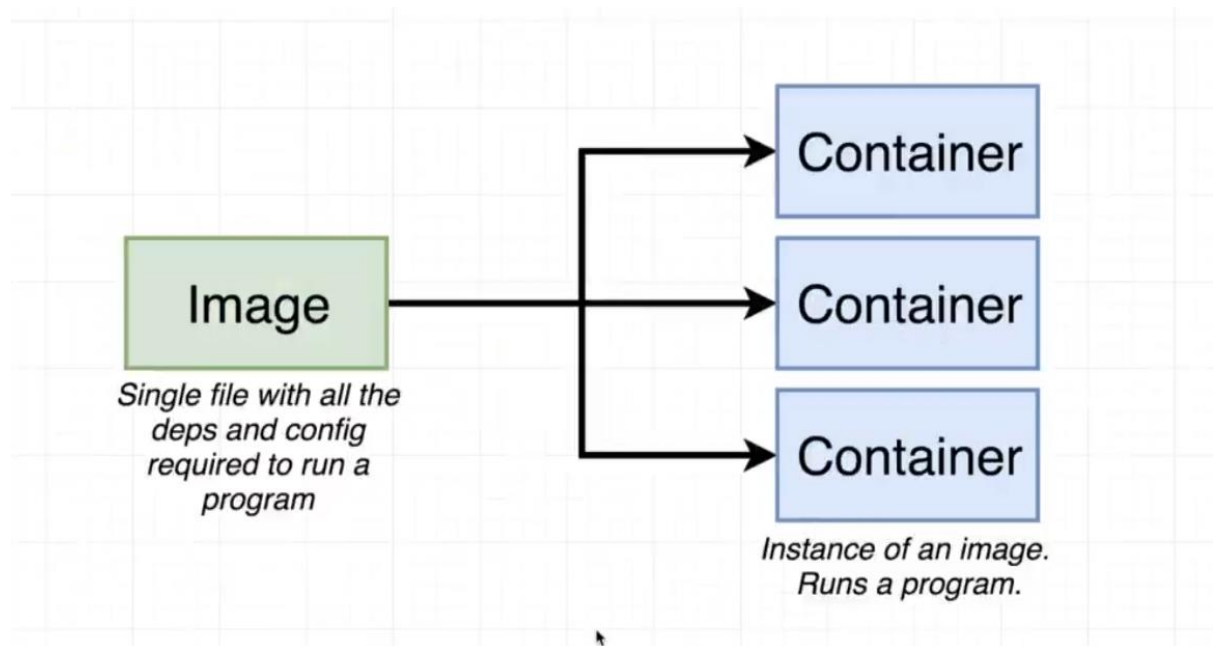 Container
Image
Container
Single file with all the
deps and config
required to run a
program
Container
Instance of an image.
Runs a program.